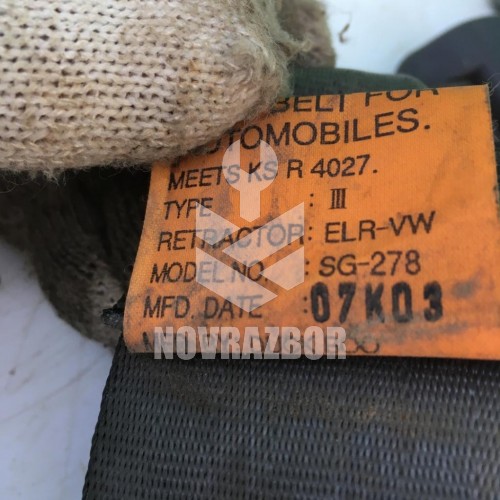 BELT FOR
AUTOMOBILES.
MEETS KS R 4027.
TYPE : III
RETRACTOR: ELR-VW
MODEL NO. : SG-278
MFD. DATE : 07K03
NOVRAZBOR